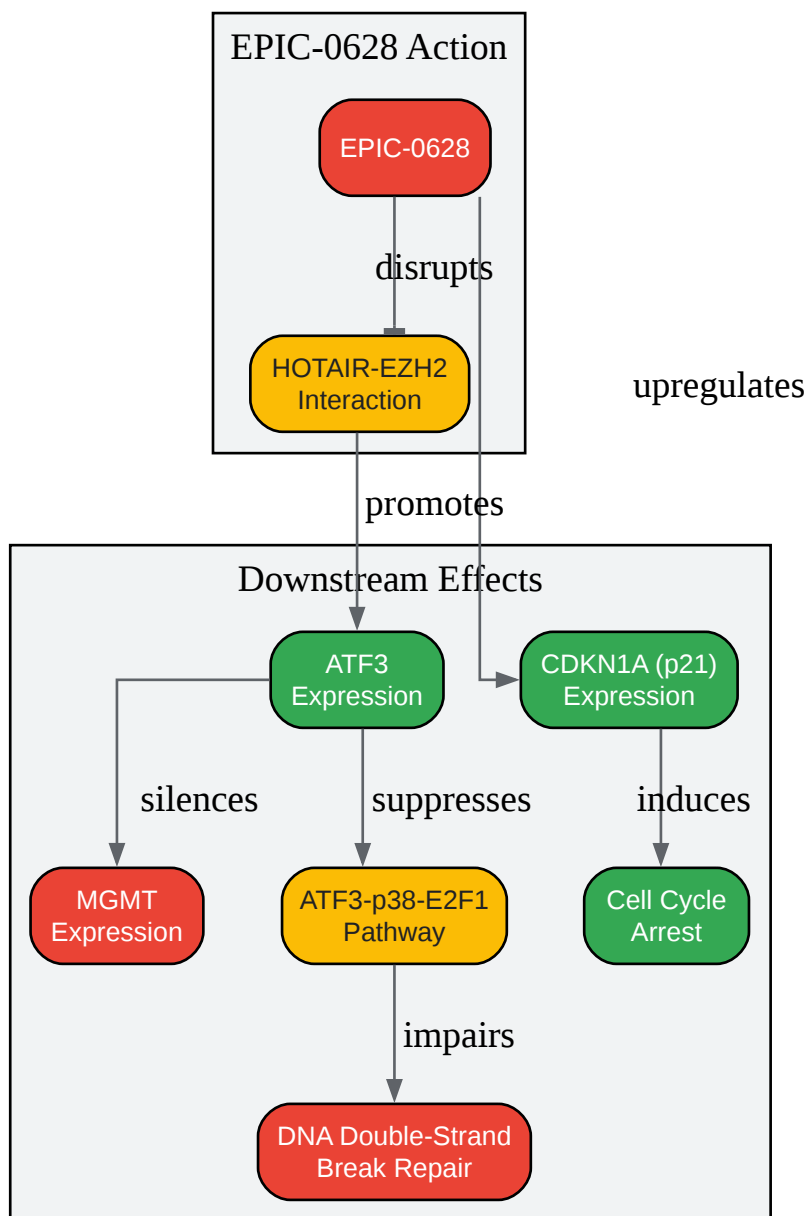 EPIC-0628 Action
EPIC-0628
disrupts
HOTAIR-EZH2
Interaction
upregulates
promotes
Downstream Effects
ATF3
Expression
CDKN1A (p21)
Expression
silences
suppresses
induces
MGMT
Expression
ATF3-p38-E2F1
Pathway
Cell Cycle
Arrest
impairs
DNA Double-Strand
Break Repair